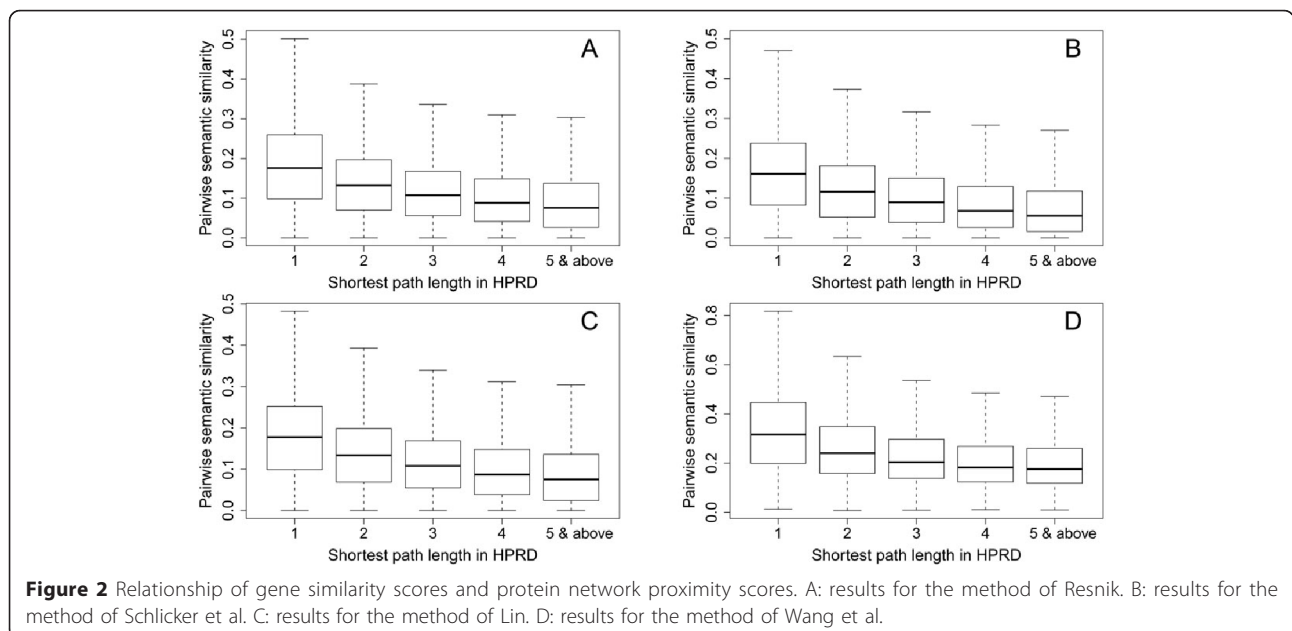 A
Pairwise semantic similarity
0.5
0.4
0.3
0.2
0.1
0.0
1 2 3 4 5 & above
Shortest path length in HPRD
B
Pairwise semantic similarity
0.5
0.4
0.3
0.2
0.1
0.0
1 2 3 4 5 & above
Shortest path length in HPRD
C
Pairwise semantic similarity
0.5
0.4
0.3
0.2
0.1
0.0
1 2 3 4 5 & above
Shortest path length in HPRD
D
Pairwise semantic similarity
0.8
0.6
0.4
0.2
0.0
1 2 3 4 5 & above
Shortest path length in HPRD
Figure 2 Relationship of gene similarity scores and protein network proximity scores. A: results for the method of Resnik. B: results for the
method of Schlicker et al. C: results for the method of Lin. D: results for the method of Wang et al.